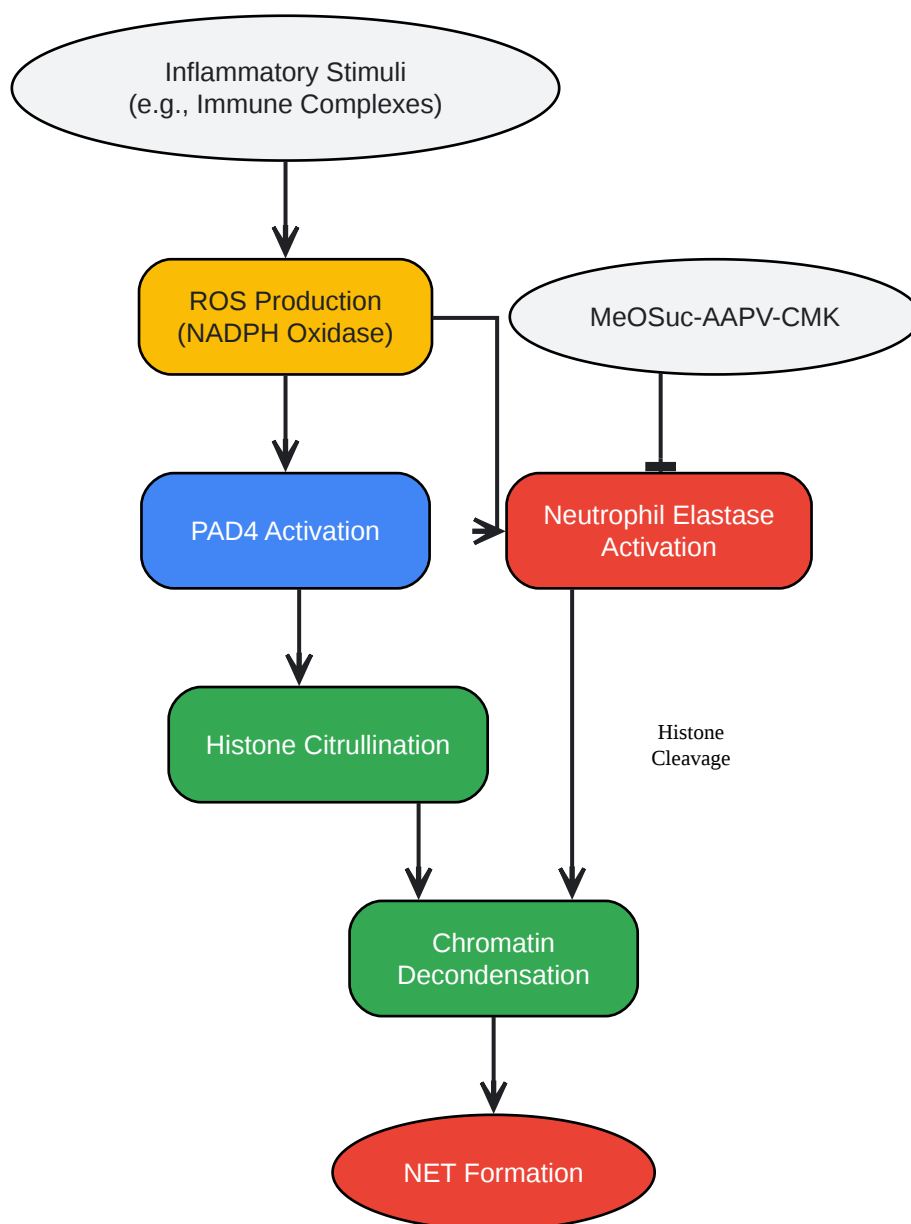 Inflammatory Stimuli
(e.g., Immune Complexes)
ROS Production
(NADPH Oxidase)
MeOSuc-AAPV-CMK
PAD4 Activation
Neutrophil Elastase
Activation
Histone Citrullination
Histone
Cleavage
Chromatin
Decondensation
NET Formation